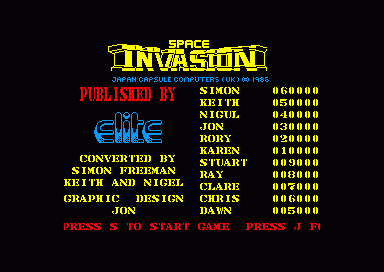 SPACE
INVASION
JAPAN CAPSULE COMPUTERS (UK) © 1985
PUBLISHED BY
elite
CONVERTED BY
SIMON FREEMAN
KEITH AND NIGEL
GRAPHIC DESIGN
JON
SIMON 060000
KEITH 050000
NIGUL 040000
JON 030000
RORY 020000
KAREN 010000
STUART 009000
RAY 008000
CLARE 007000
CHRIS 006000
DAWN 005000
PRESS S TO START GAME PRESS J FO